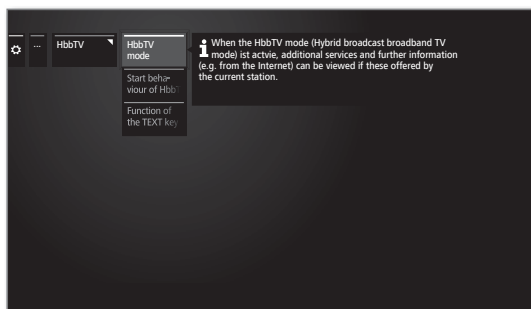 ...
HbbTV
HbbTV
mode
Start beha-
viour of HbbT
Function of
the TEXT key
When the HbbTV mode (Hybrid broadcast broadband TV
mode) ist actvie, additional services and further information
(e.g. from the Internet) can be viewed if these offered by
the current station.